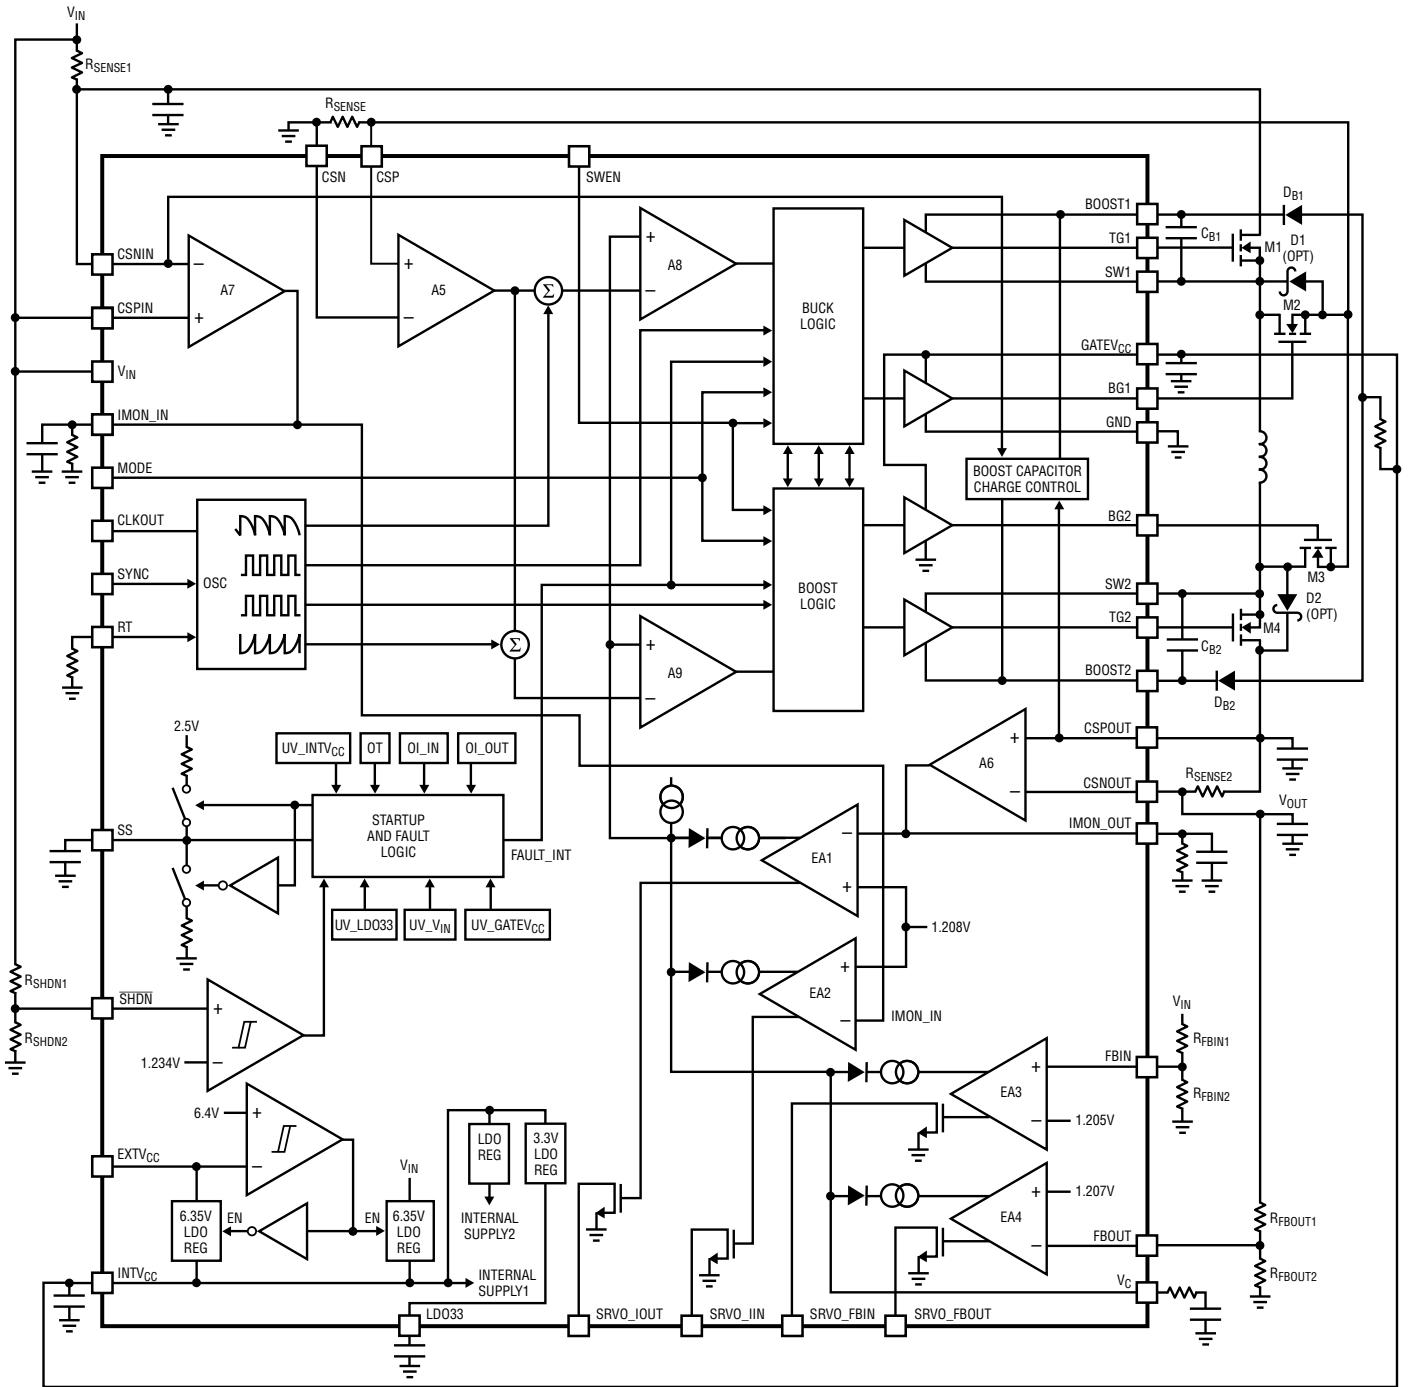 VIN
RSENSE1
RSENSE
CSN
CSP
SWEN
BOOST1
DB1
CB1
TG1
M1
D1
(OPT)
SW1
M2
CSNIN
–
A7
+
CSPIN
+
A5
–
Σ
+
A8
–
BUCK
LOGIC
VIN
GATEVCC
BG1
GND
IMON_IN
MODE
BOOST CAPACITOR
CHARGE CONTROL
CLKOUT
SYNC
OSC
RT
Σ
BOOST
LOGIC
BG2
M3
SW2
D2
(OPT)
TG2
M4
CB2
BOOST2
DB2
+
A9
–
2.5V
UV_INTVCC
OT
OI_IN
OI_OUT
STARTUP
AND FAULT
LOGIC
FAULT_INT
SS
UV_LDO33
UV_VIN
UV_GATEVCC
CSPOUT
+
A6
–
CSNOUT
RSENSE2
VOUT
IMON_OUT
–
EA1
+
1.208V
+
EA2
–
IMON_IN
RSHDN1
SHDN
RSHDN2
+
1.234V
–
VIN
RFBIN1
FBIN
RFBIN2
+
EA3
–
1.205V
6.4V
+
–
EXTVCC
VIN
LDO
REG
3.3V
LDO
REG
6.35V
LDO
REG
EN
EN
6.35V
LDO
REG
INTERNAL
SUPPLY2
+
1.207V
EA4
–
FBOUT
RFBOUT1
RFBOUT2
INTVCC
INTERNAL
SUPPLY1
VC
LDO33
SRVO_IOUT
SRVO_IIN
SRVO_FBIN
SRVO_FBOUT